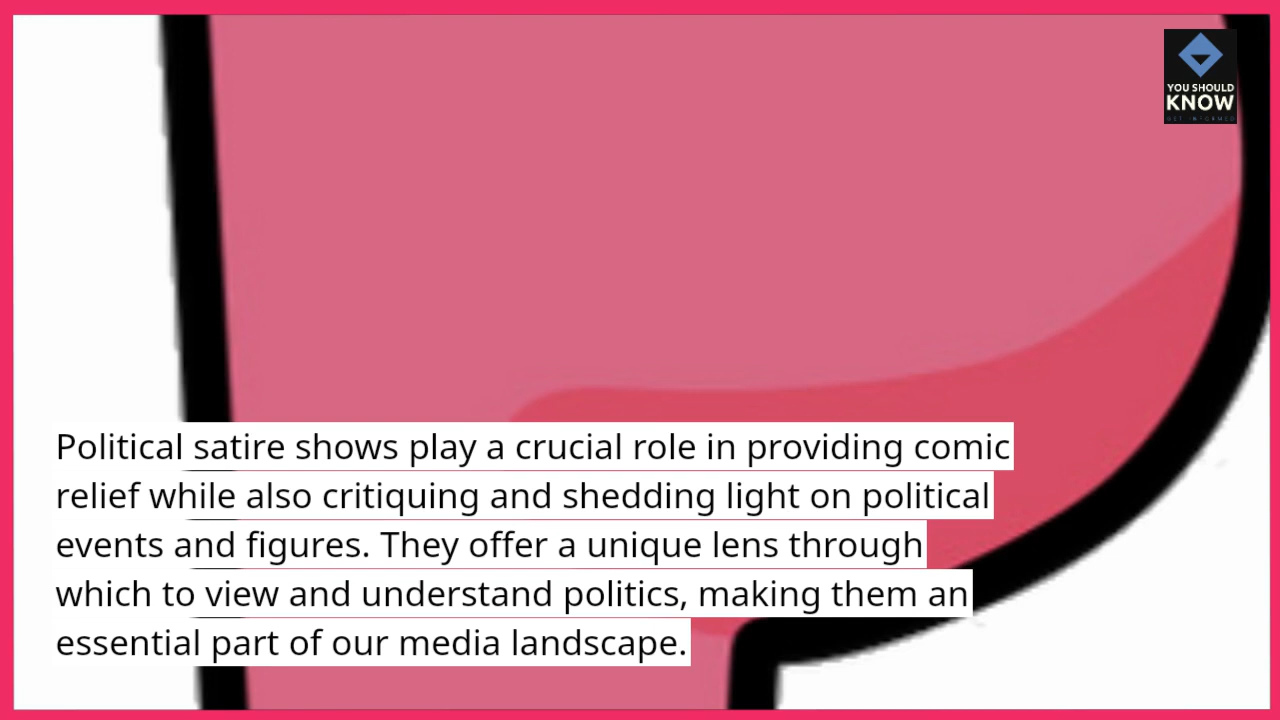 YOU SHOULD
KNOW
GET INFORMED
Political satire shows play a crucial role in providing comic
relief while also critiquing and shedding light on political
events and figures. They offer a unique lens through
which to view and understand politics, making them an
essential part of our media landscape.